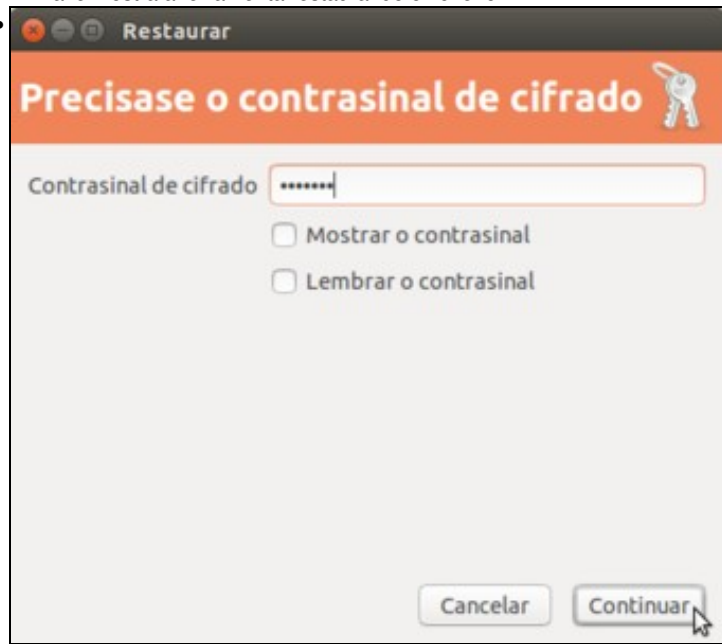 Restaurar
Precisase o contrasinal de cifrado
Contrasinal de cifrado •••••••
Mostrar o contrasinal
Lembrar o contrasinal
Cancelar Continuar